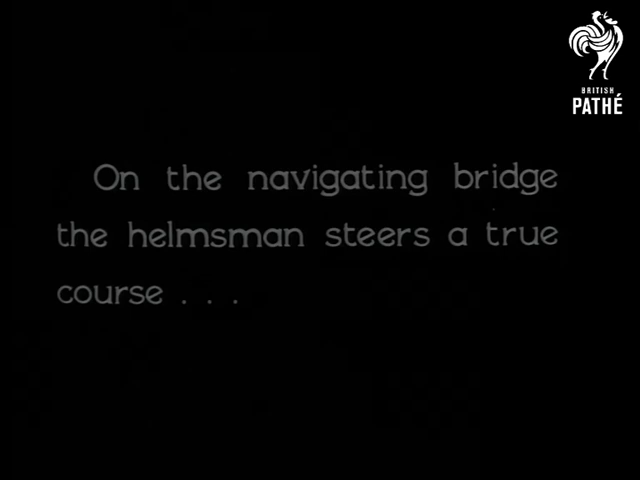 BRITISH
PATHÉ
On the navigating bridge
the helmsman steers a true
course . . .